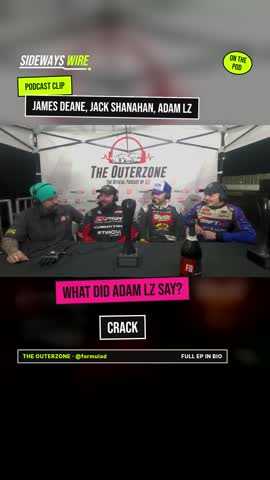 SIDEWAYS WIRE
ON THE
POD
PODCAST CLIP
JAMES DEANE, JACK SHANAHAN, ADAM LZ
THE OUTERZONE
WHAT DID ADAM LZ SAY?
CRACK
THE OUTERZONE - @formulad
FULL EP IN BIO